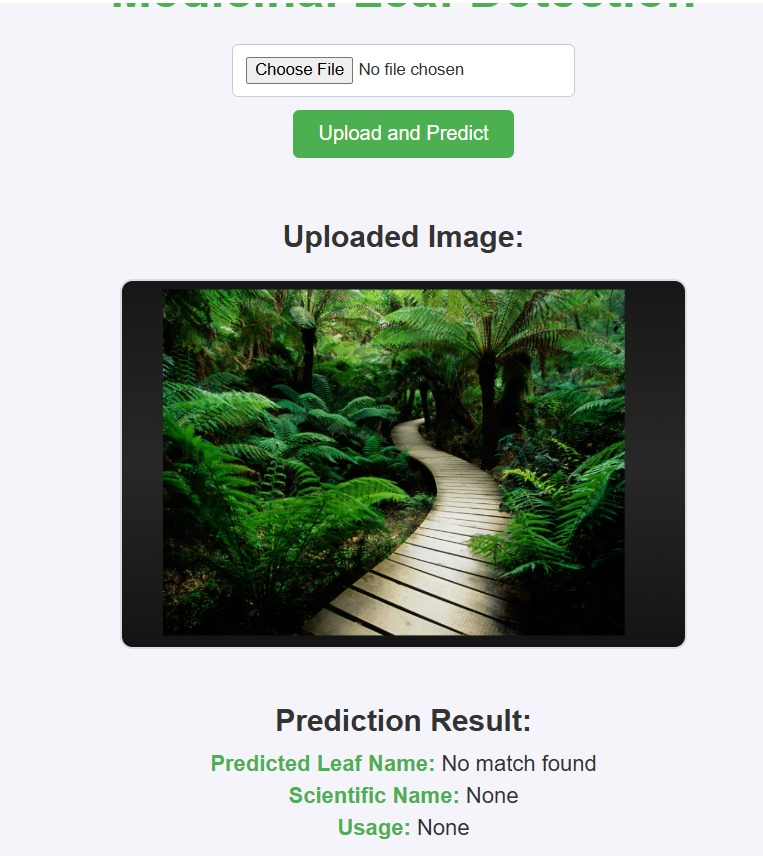 Medicinal Leaf Detection
Choose File No file chosen
Upload and Predict
Uploaded Image:
Prediction Result:
Predicted Leaf Name: No match found
Scientific Name: None
Usage: None